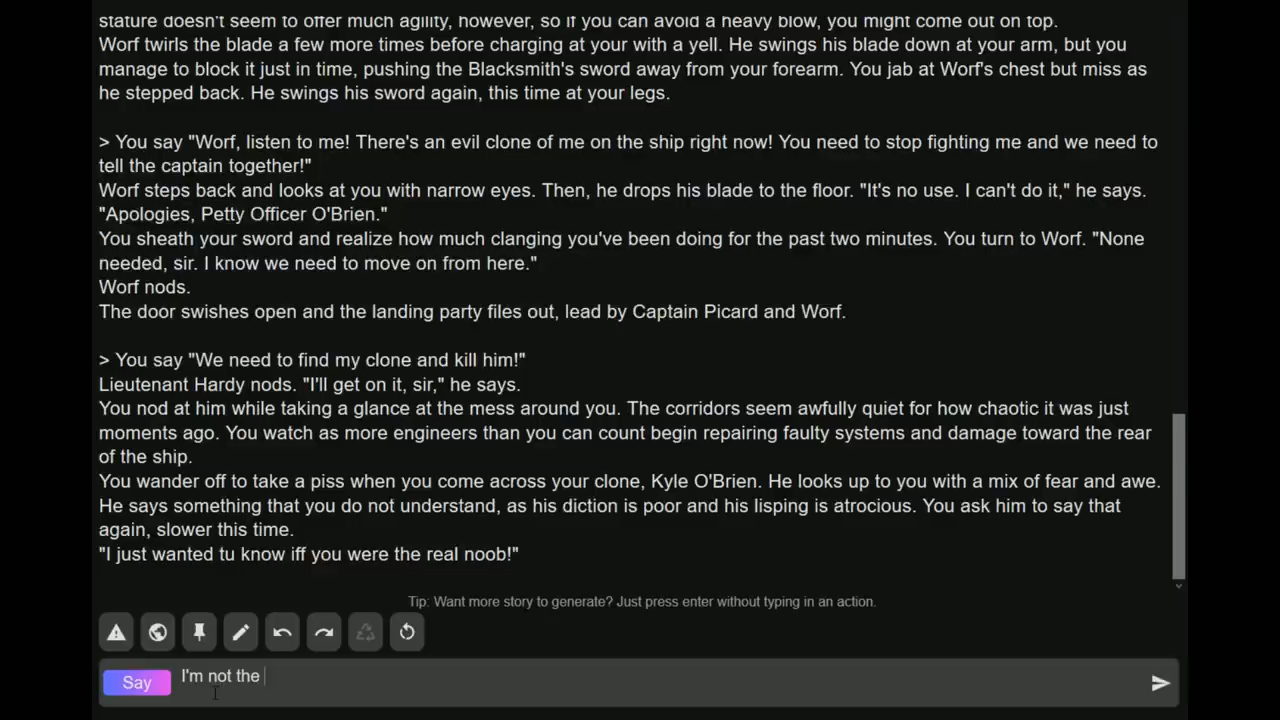 stature doesn't seem to offer much agility, however, so if you can avoid a heavy blow, you might come out on top.
Worf twirls the blade a few more times before charging at your with a yell. He swings his blade down at your arm, but you
manage to block it just in time, pushing the Blacksmith's sword away from your forearm. You jab at Worf's chest but miss as
he stepped back. He swings his sword again, this time at your legs.
> You say "Worf, listen to me! There's an evil clone of me on the ship right now! You need to stop fighting me and we need to
tell the captain together!"
Worf steps back and looks at you with narrow eyes. Then, he drops his blade to the floor. "It's no use. I can't do it," he says.
"Apologies, Petty Officer O'Brien."
You sheath your sword and realize how much clanging you've been doing for the past two minutes. You turn to Worf. "None
needed, sir. I know we need to move on from here."
Worf nods.
The door swishes open and the landing party files out, lead by Captain Picard and Worf.
> You say "We need to find my clone and kill him!"
Lieutenant Hardy nods. "I'll get on it, sir," he says.
You nod at him while taking a glance at the mess around you. The corridors seem awfully quiet for how chaotic it was just
moments ago. You watch as more engineers than you can count begin repairing faulty systems and damage toward the rear
of the ship.
You wander off to take a piss when you come across your clone, Kyle O'Brien. He looks up to you with a mix of fear and awe.
He says something that you do not understand, as his diction is poor and his lisping is atrocious. You ask him to say that
again, slower this time.
"I just wanted tu know iff you were the real noob!"
Tip: Want more story to generate? Just press enter without typing in an action.
Say I'm not the